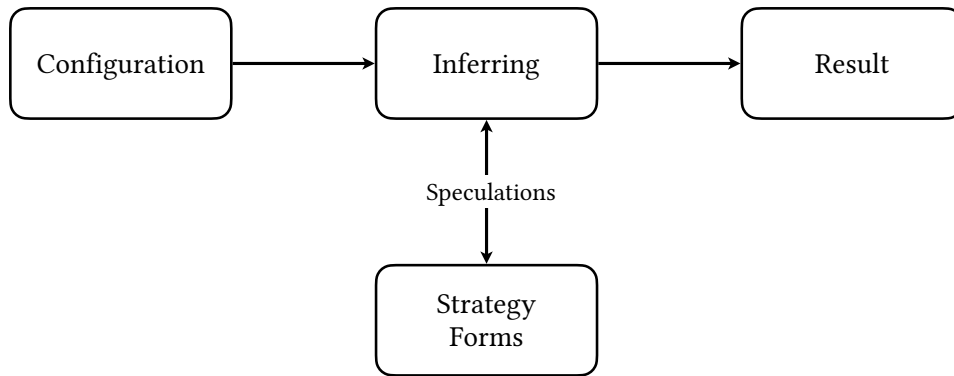 Configuration
Inferring
Result
Speculations
Strategy
Forms